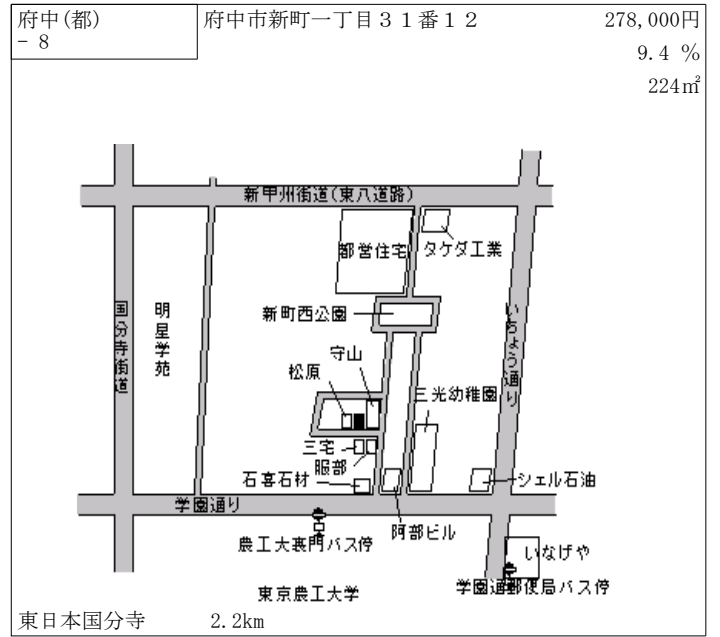 府中(都)
－8
府中市新町一丁目３１番１２
278,000円
9.4 %
224㎡
新甲州街道(東八道路)
都営住宅
タケダ工業
国分寺街道
明星学苑
新町西公園
いちょう通り
守山
松原
三光幼稚園
三宅
服部
石喜石材
シェル石油
学園通り
阿部ビル
農工大裏門バス停
いなげや
東京農工大学
学園通郵便局バス停
東日本国分寺
2.2km